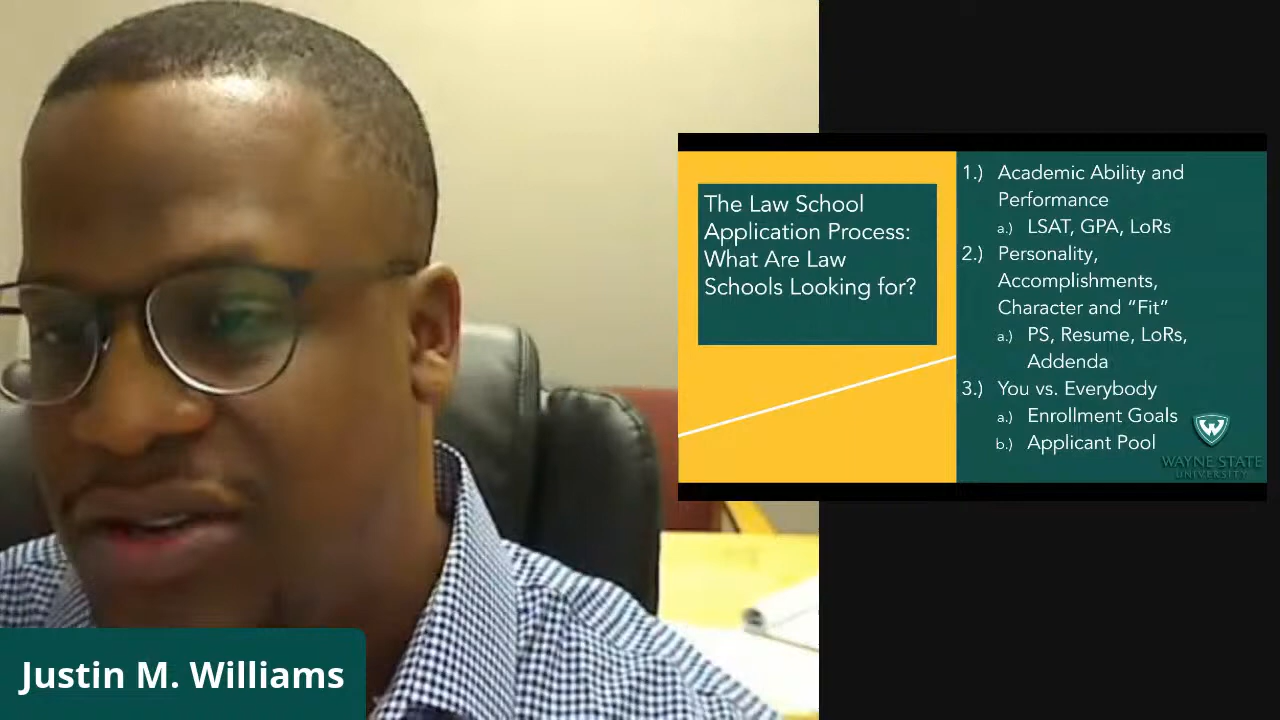 The Law School
Application Process:
What Are Law
Schools Looking for?
1.) Academic Ability and
Performance
a.) LSAT, GPA, LoRs
2.) Personality,
Accomplishments,
Character and “Fit”
a.) PS, Resume, LoRs,
Addenda
3.) You vs. Everybody
a.) Enrollment Goals
b.) Applicant Pool
W
WAYNE STATE
UNIVERSITY
Justin M. Williams